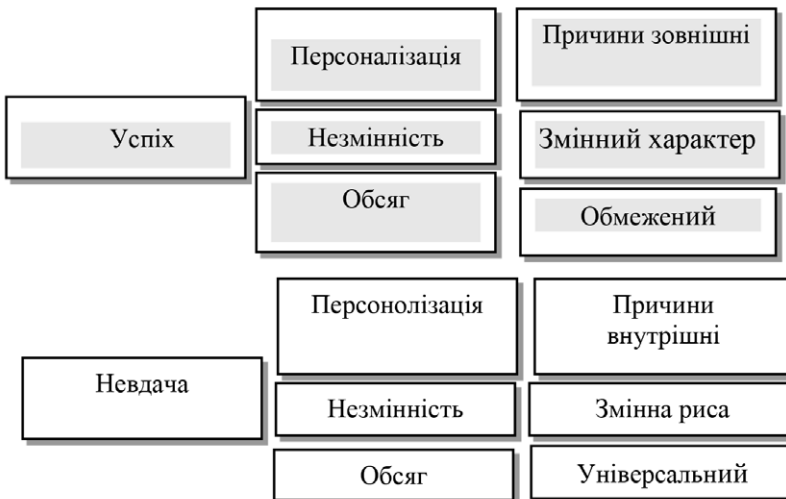 Персоналізація
Причини зовнішні
Успіх
Незмінність
Змінний характер
Обсяг
Обмежений
Персонолізація
Причини
внутрішні
Невдача
Незмінність
Змінна риса
Обсяг
Універсальний